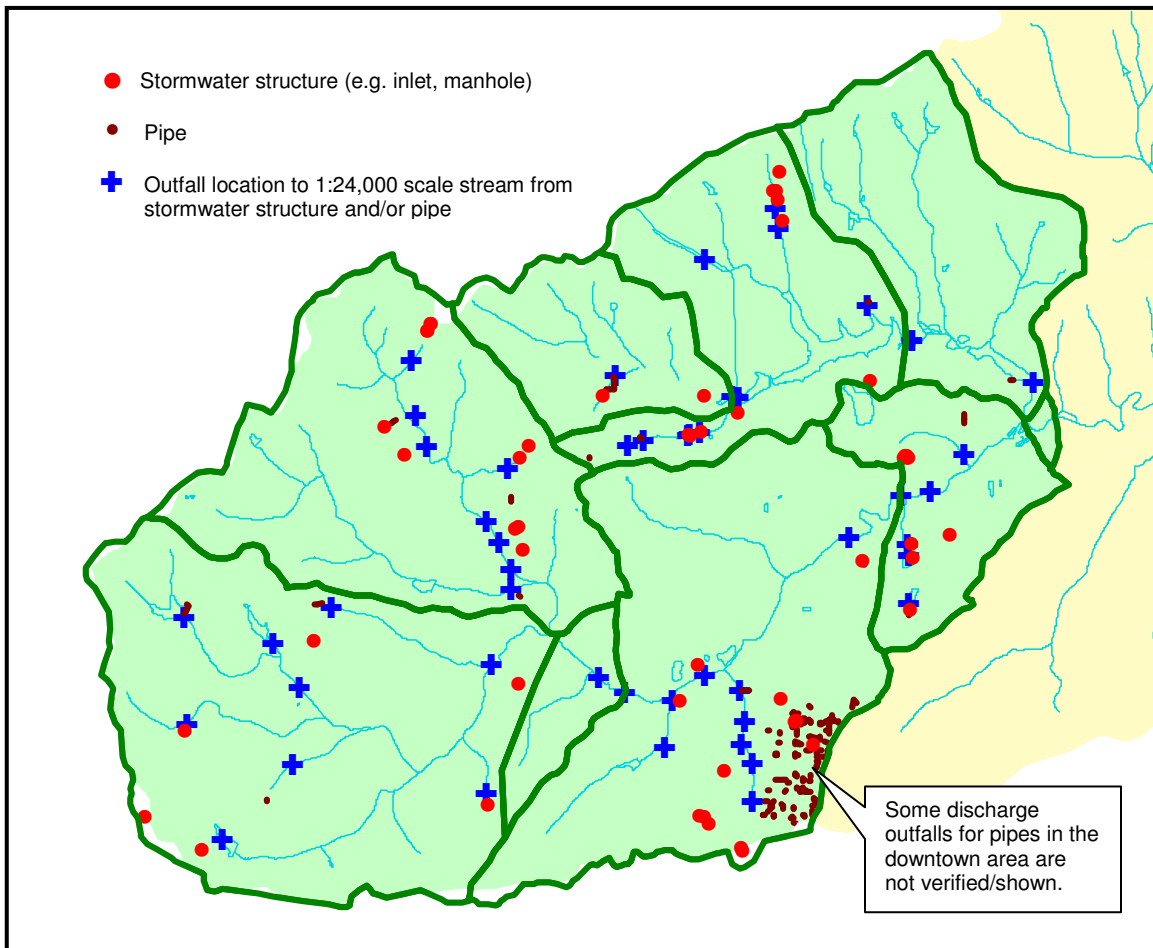 Stormwater structure (e.g. inlet, manhole)
Pipe
Outfall location to 1:24,000 scale stream from
stormwater structure and/or pipe
Some discharge
outfalls for pipes in the
downtown area are
not verified/shown.